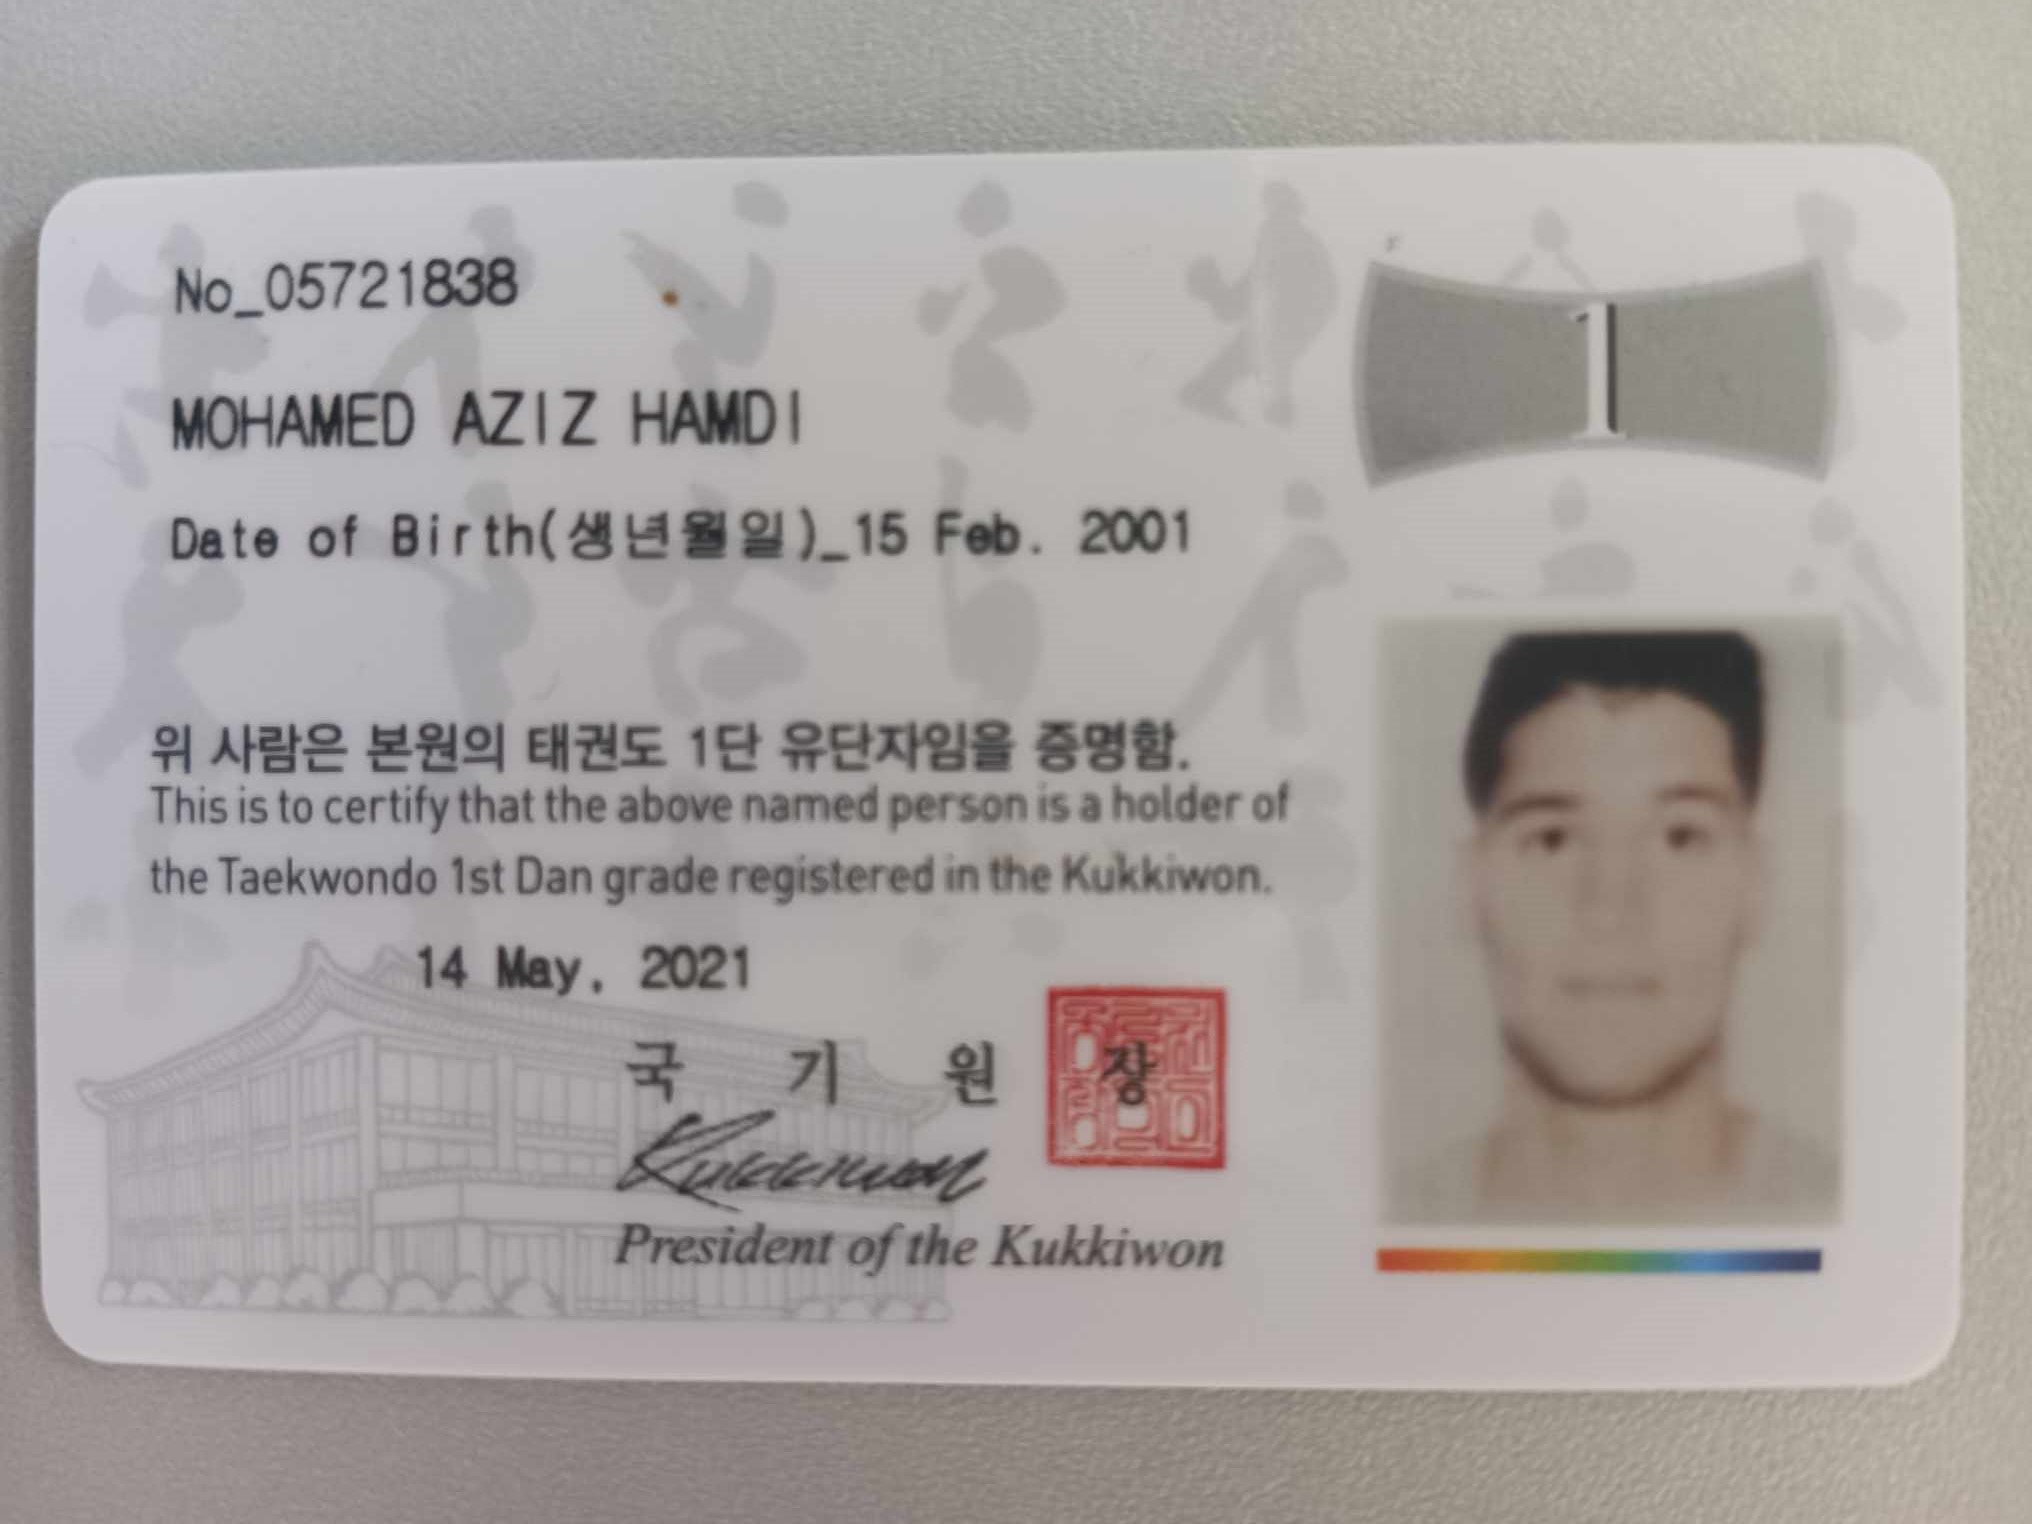 No_05721838
1
MOHAMED AZIZ HAMDI
Date of Birth(생년월일)_15 Feb. 2001
위 사람은 본원의 태권도 1단 유단자임을 증명함.
This is to certify that the above named person is a holder of
the Taekwondo 1st Dan grade registered in the Kukkiwon.
14 May, 2021
국 기 원 장
Kukkiwon
President of the Kukkiwon